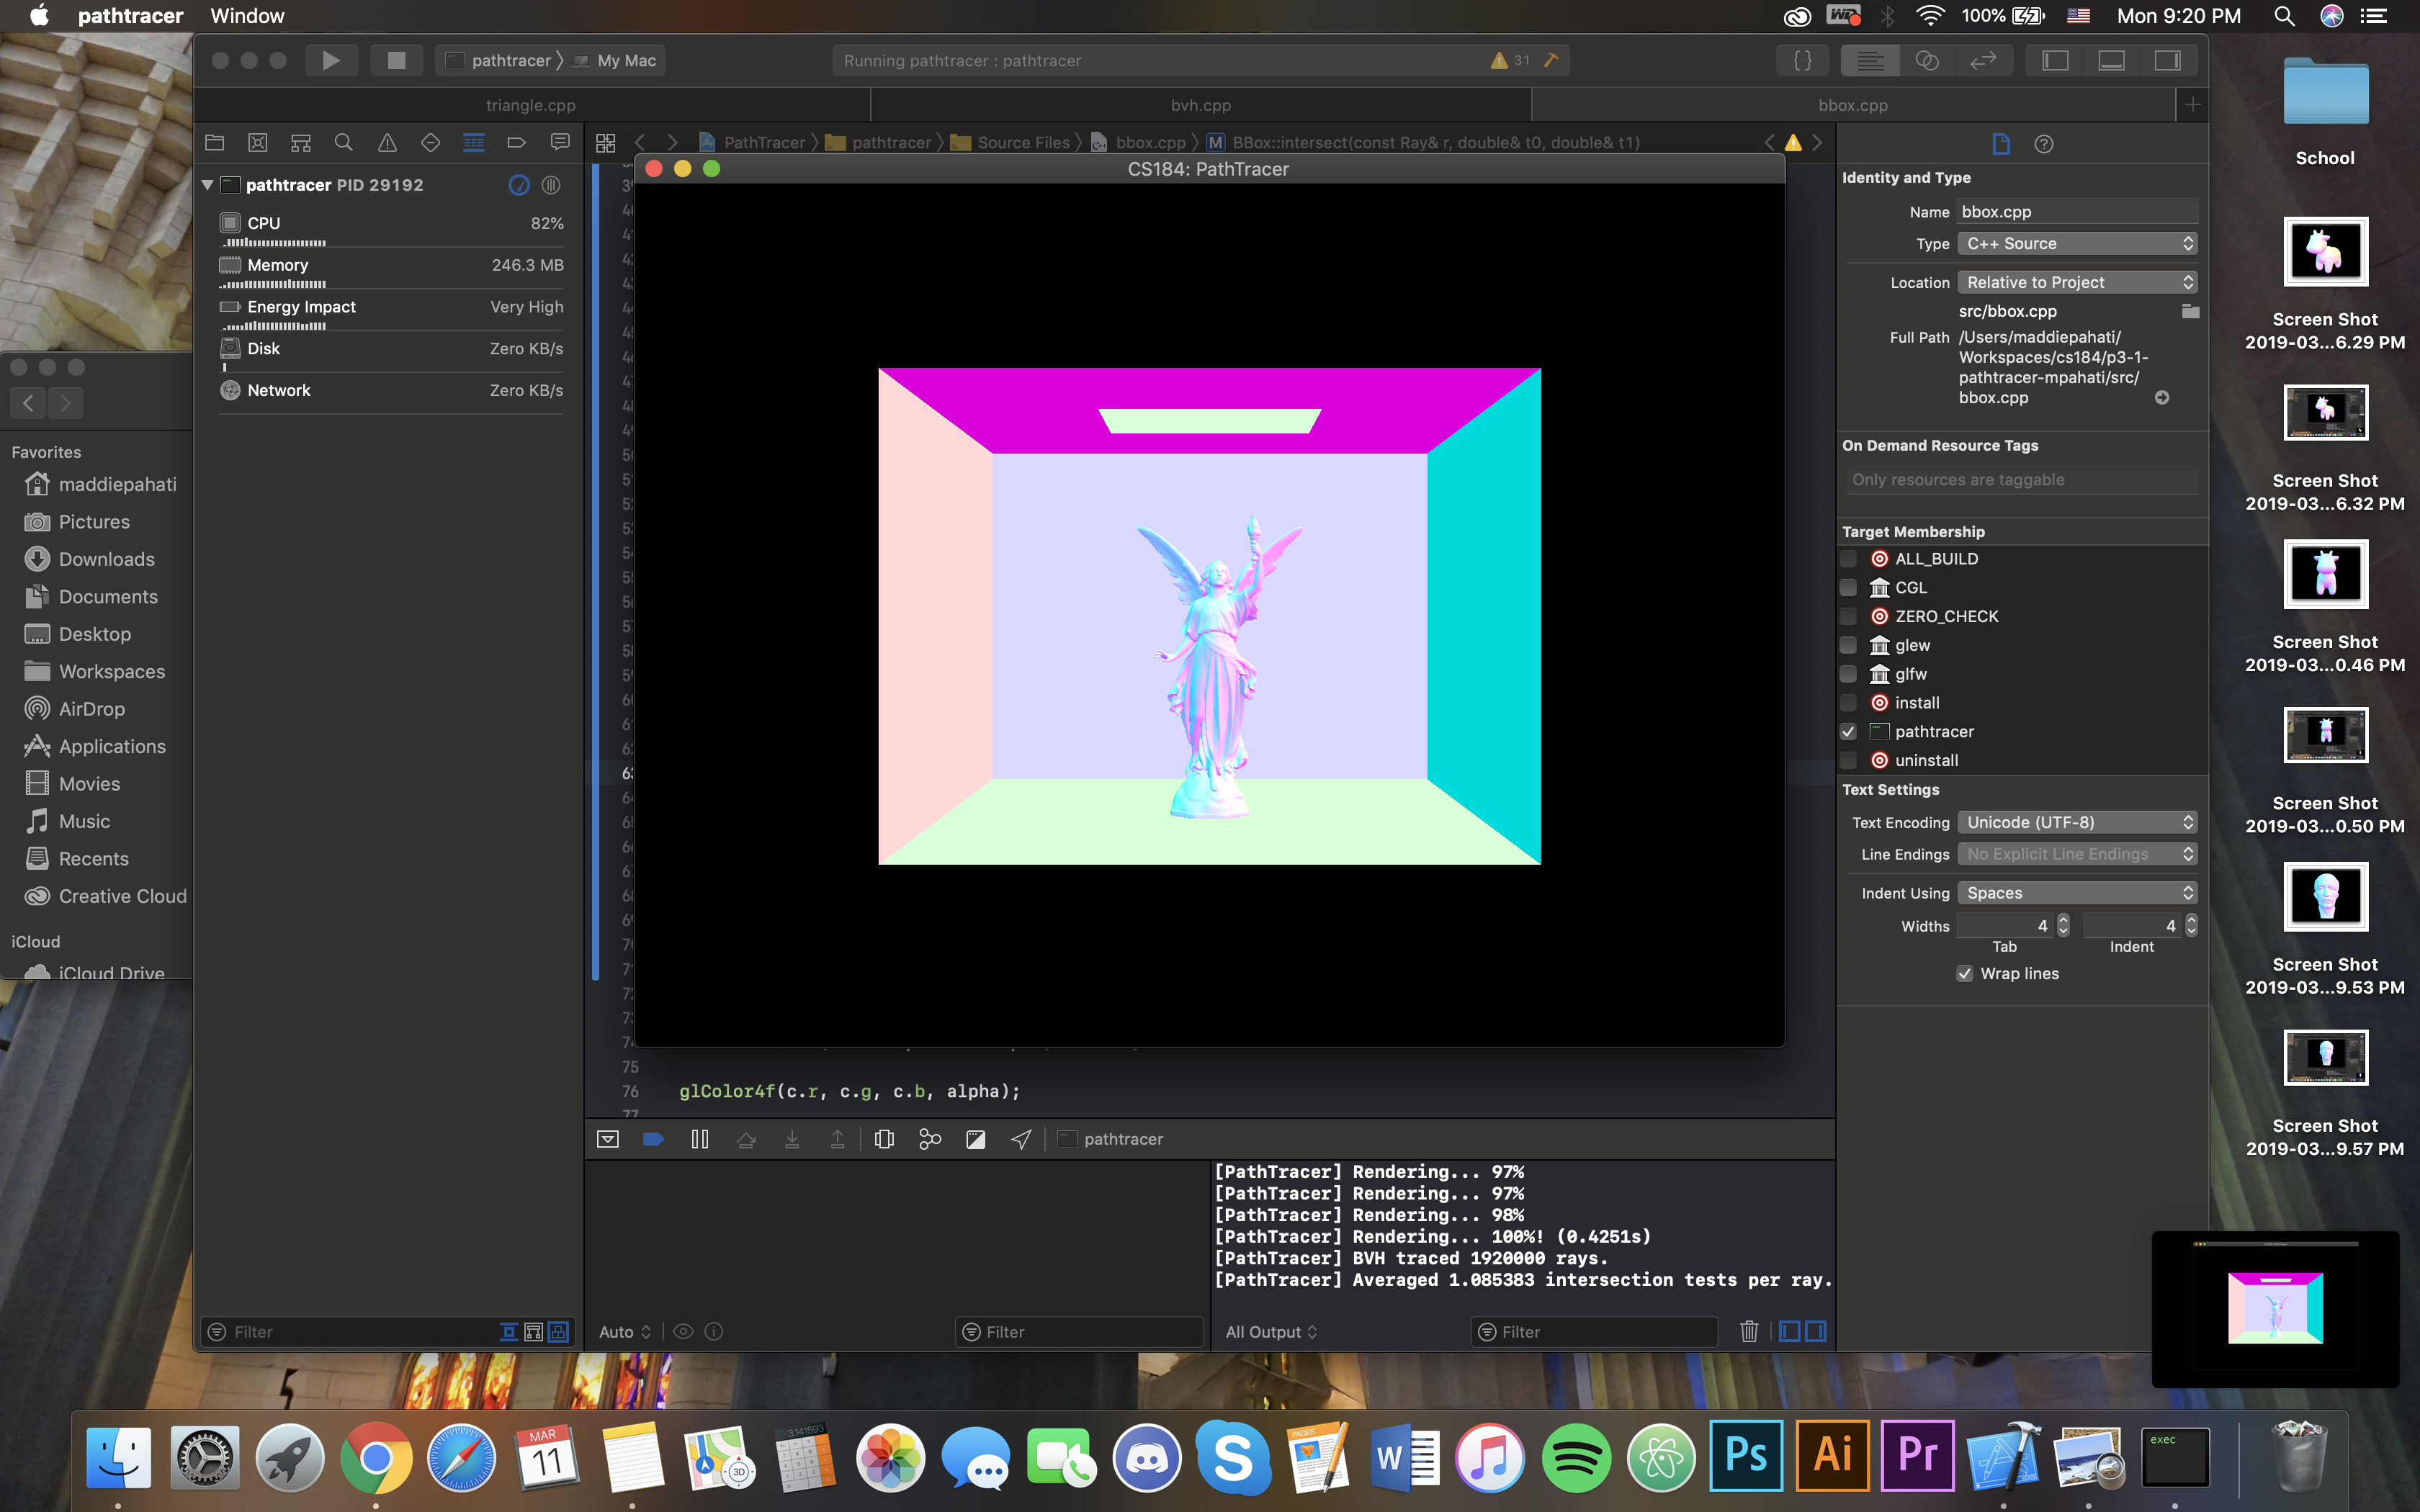 pathtracer Window
100% Mon 9:20 PM
pathtracer My Mac
Running pathtracer : pathtracer
31
triangle.cpp
bvh.cpp
bbox.cpp
PathTracer pathtracer Source Files bbox.cpp M BBox::intersect(const Ray& r, double& t0, double& t1)
pathtracer PID 29192
CPU 82%
Memory 246.3 MB
Energy Impact Very High
Disk Zero KB/s
Network Zero KB/s
Favorites
maddiepahati
Pictures
Downloads
Documents
Desktop
Workspaces
AirDrop
Applications
Movies
Music
Recents
Creative Cloud
iCloud
iCloud Drive
CS184: PathTracer
75
76 glColor4f(c.r, c.g, c.b, alpha);
77
pathtracer
[PathTracer] Rendering... 97%
[PathTracer] Rendering... 97%
[PathTracer] Rendering... 98%
[PathTracer] Rendering... 100%! (0.4251s)
[PathTracer] BVH traced 1920000 rays.
[PathTracer] Averaged 1.085383 intersection tests per ray.
Filter
Auto
Filter
All Output
Filter
Identity and Type
Name bbox.cpp
Type C++ Source
Location Relative to Project
src/bbox.cpp
Full Path /Users/maddiepahati/
Workspaces/cs184/p3-1-
pathtracer-mpahati/src/
bbox.cpp
On Demand Resource Tags
Only resources are taggable
Target Membership
ALL_BUILD
CGL
ZERO_CHECK
glew
glfw
install
pathtracer
uninstall
Text Settings
Text Encoding Unicode (UTF-8)
Line Endings No Explicit Line Endings
Indent Using Spaces
Widths 4 4
Tab Indent
Wrap lines
School
Screen Shot
2019-03...6.29 PM
Screen Shot
2019-03...6.32 PM
Screen Shot
2019-03...0.46 PM
Screen Shot
2019-03...0.50 PM
Screen Shot
2019-03...9.53 PM
Screen Shot
2019-03...9.57 PM
MAR
11
3D
3.141593
S
PAGES
W
Ps
Ai
Pr
exec